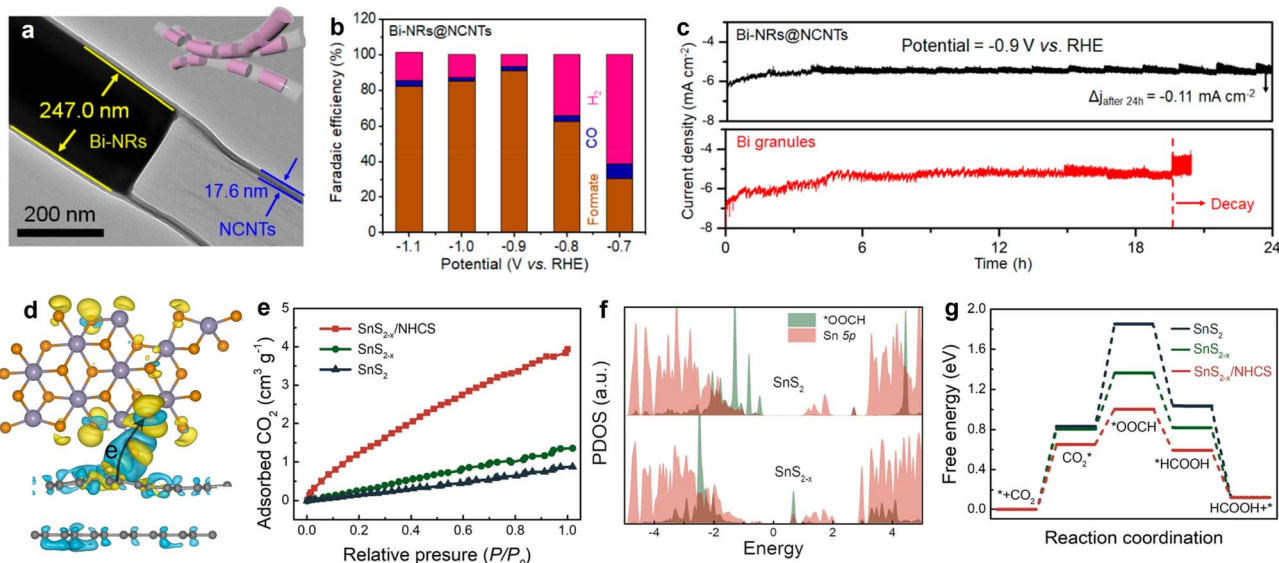 a
247.0 nm
Bi-NRs
17.6 nm
NCNTs
200 nm
b
Bi-NRs@NCNTs
Faradaic efficiency (%)
100
80
60
40
20
0
H₂
CO
Formate
-1.1 -1.0 -0.9 -0.8 -0.7
Potential (V vs. RHE)
c
Bi-NRs@NCNTs
Potential = -0.9 V vs. RHE
Δj after 24h = -0.11 mA cm⁻²
Bi granules
Decay
Current density (mA cm⁻²)
-4
-6
-8
-4
-6
-8
0 6 12 18 24
Time (h)
d
e
e
SnS₂₋ₓ/NHCS
SnS₂₋ₓ
SnS₂
Adsorbed CO₂ (cm³ g⁻¹)
5
4
3
2
1
0
0.0 0.2 0.4 0.6 0.8 1.0
Relative presure (P/P₀)
f
*OOCH
Sn 5p
SnS₂
SnS₂₋ₓ
PDOS (a.u.)
-4 -2 0 2 4
Energy
g
SnS₂
SnS₂₋ₓ
SnS₂₋ₓ/NHCS
Free energy (eV)
2.0
1.6
1.2
0.8
0.4
0.0
*+CO₂
CO₂*
*OOCH
*HCOOH
HCOOH+*
Reaction coordination